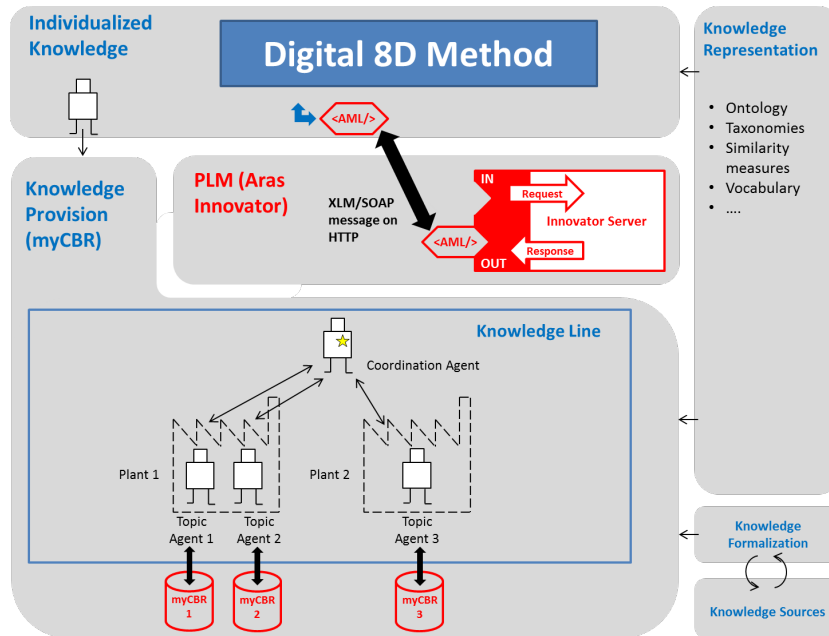 Individualized
Knowledge
Digital 8D Method
<AML/>
Knowledge
Representation
• Ontology
• Taxonomies
• Similarity
measures
• Vocabulary
• ....
Knowledge
Provision
(myCBR)
PLM (Aras
Innovator)
XLM/SOAP
message on
HTTP
<AML/>
IN
Request
Innovator Server
Response
OUT
Knowledge Line
Coordination Agent
Plant 1
Plant 2
Topic
Agent 1
Topic
Agent 2
Topic
Agent 3
myCBR
1
myCBR
2
myCBR
3
Knowledge
Formalization
Knowledge Sources